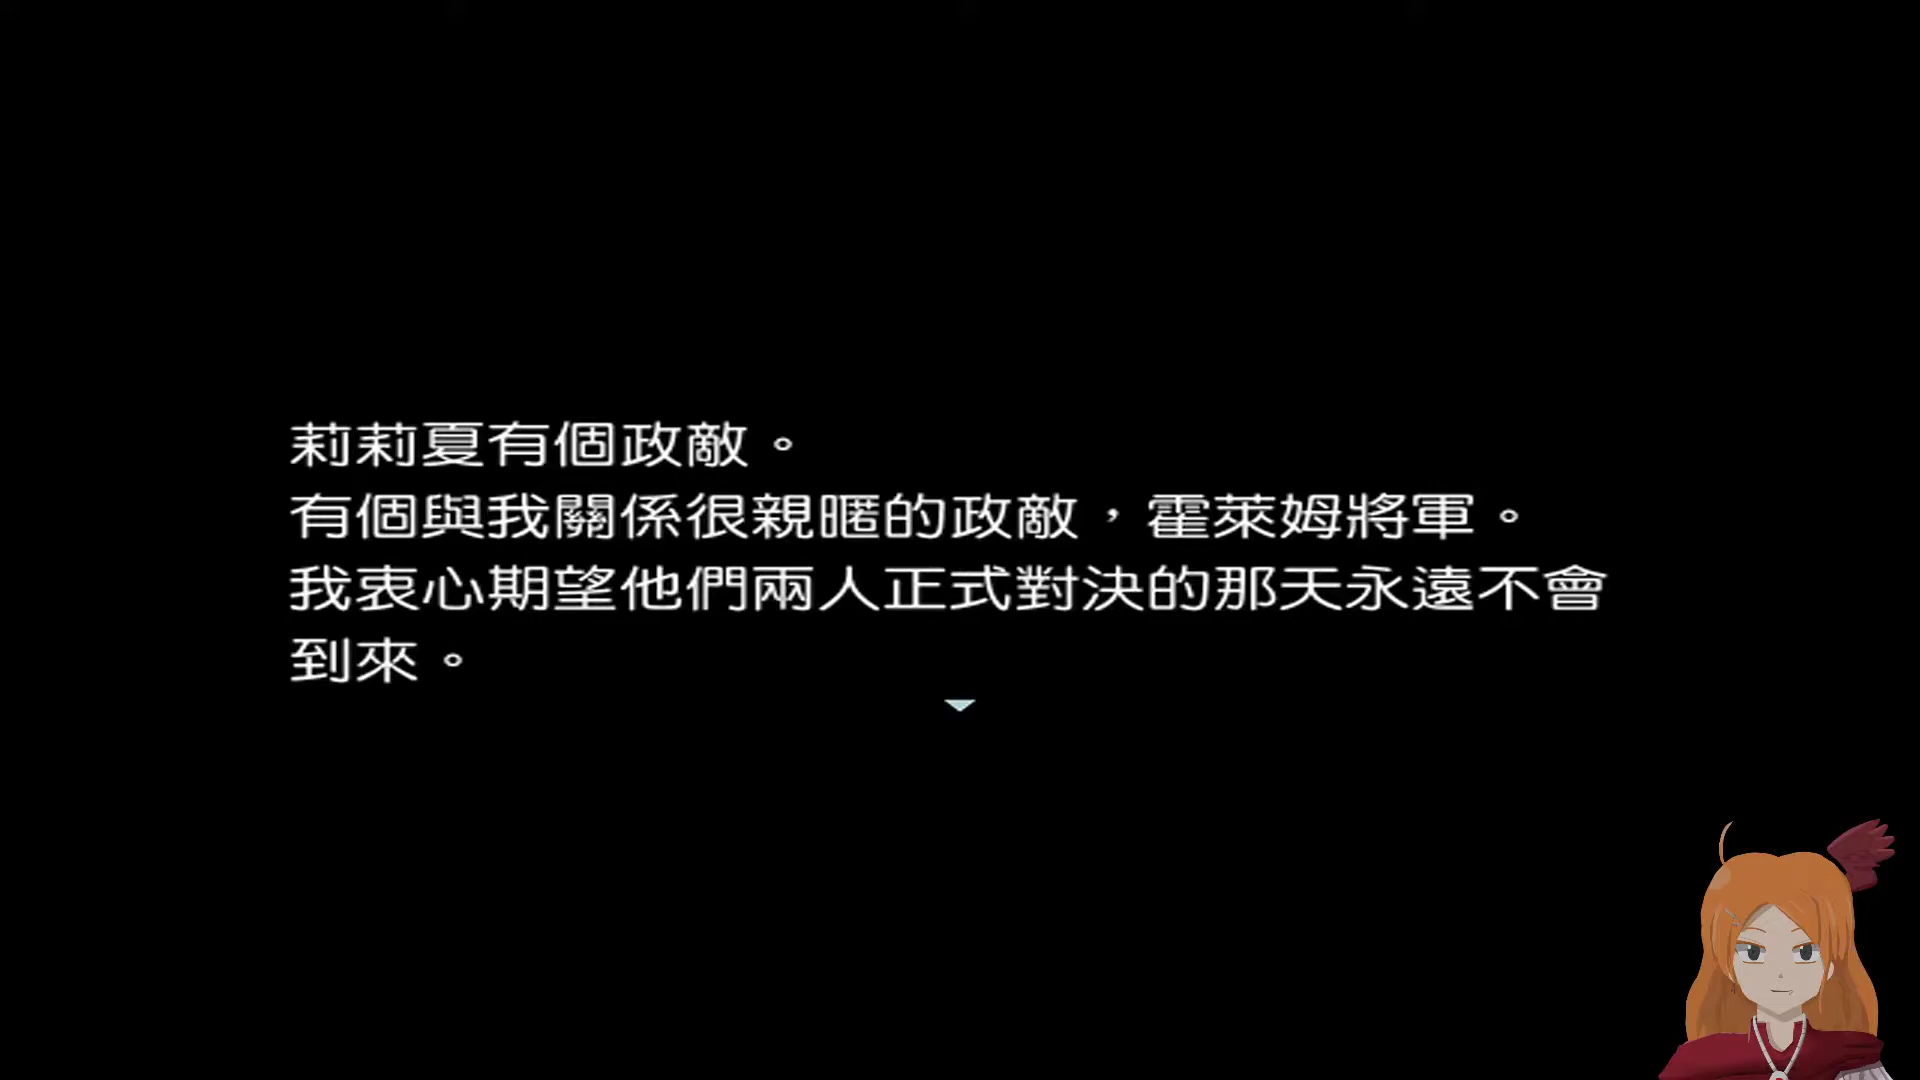 莉莉夏有個政敵。
有個與我關係很親暱的政敵，霍萊姆將軍。
我衷心期望他們兩人正式對決的那天永遠不會
到來。